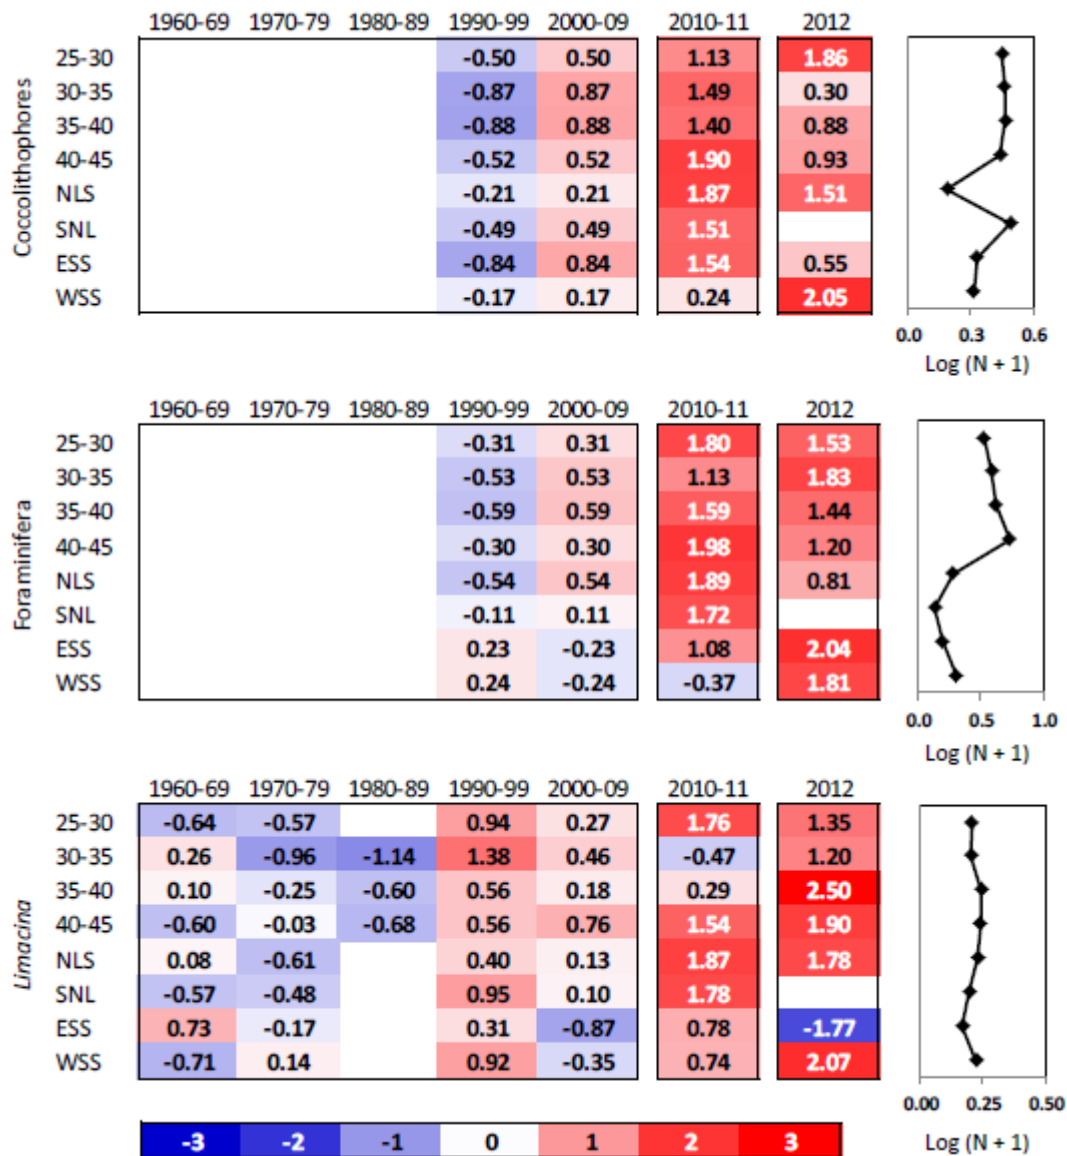 1960-69 1970-79 1980-89 1990-99 2000-09 2010-11 2012
Coccolithophores
25-30 -0.50 0.50 1.13 1.86
30-35 -0.87 0.87 1.49 0.30
35-40 -0.88 0.88 1.40 0.88
40-45 -0.52 0.52 1.90 0.93
NLS -0.21 0.21 1.87 1.51
SNL -0.49 0.49 1.51
ESS -0.84 0.84 1.54 0.55
WSS -0.17 0.17 0.24 2.05
0.0 0.3 0.6
Log (N + 1)
1960-69 1970-79 1980-89 1990-99 2000-09 2010-11 2012
Foraminifera
25-30 -0.31 0.31 1.80 1.53
30-35 -0.53 0.53 1.13 1.83
35-40 -0.59 0.59 1.59 1.44
40-45 -0.30 0.30 1.98 1.20
NLS -0.54 0.54 1.89 0.81
SNL -0.11 0.11 1.72
ESS 0.23 -0.23 1.08 2.04
WSS 0.24 -0.24 -0.37 1.81
0.0 0.5 1.0
Log (N + 1)
1960-69 1970-79 1980-89 1990-99 2000-09 2010-11 2012
Limacina
25-30 -0.64 -0.57 0.94 0.27 1.76 1.35
30-35 0.26 -0.96 -1.14 1.38 0.46 -0.47 1.20
35-40 0.10 -0.25 -0.60 0.56 0.18 0.29 2.50
40-45 -0.60 -0.03 -0.68 0.56 0.76 1.54 1.90
NLS 0.08 -0.61 0.40 0.13 1.87 1.78
SNL -0.57 -0.48 0.95 0.10 1.78
ESS 0.73 -0.17 0.31 -0.87 0.78 -1.77
WSS -0.71 0.14 0.92 -0.35 0.74 2.07
0.00 0.25 0.50
Log (N + 1)
-3 -2 -1 0 1 2 3